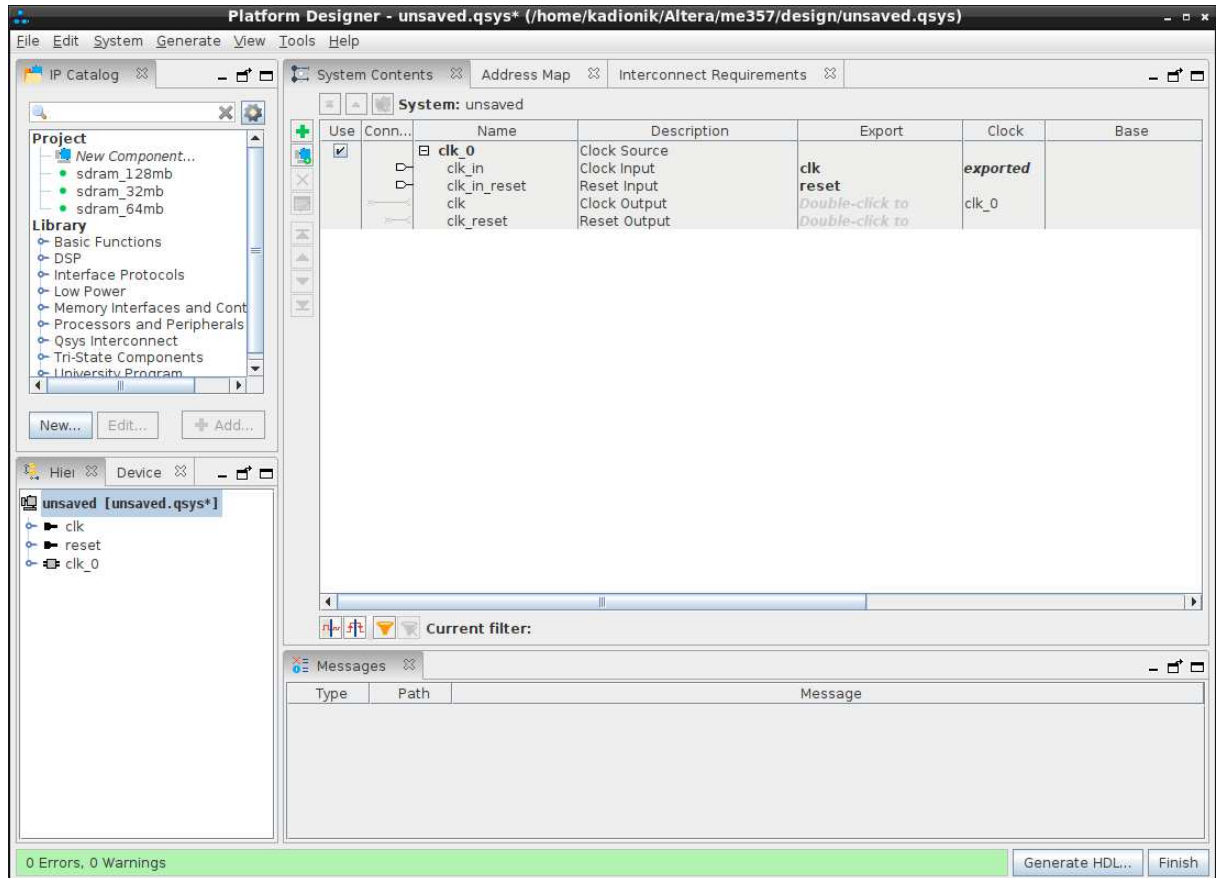 Platform Designer - unsaved.qsys* (/home/kadionik/Altera/me357/design/unsaved.qsys)
File Edit System Generate View Tools Help
IP Catalog
Project
New Component...
sdram_128mb
sdram_32mb
sdram_64mb
Library
Basic Functions
DSP
Interface Protocols
Low Power
Memory Interfaces and Cont
Processors and Peripherals
Qsys Interconnect
Tri-State Components
University Program
New... Edit... Add...
Hier Device
unsaved [unsaved.qsys*]
clk
reset
clk_0
System Contents Address Map Interconnect Requirements
System: unsaved
Use Conn... Name Description Export Clock Base
clk_0 Clock Source
clk_in Clock Input clk exported
clk_in_reset Reset Input reset
clk Clock Output Double-click to clk_0
clk_reset Reset Output Double-click to
Current filter:
Messages
Type Path Message
0 Errors, 0 Warnings
Generate HDL... Finish